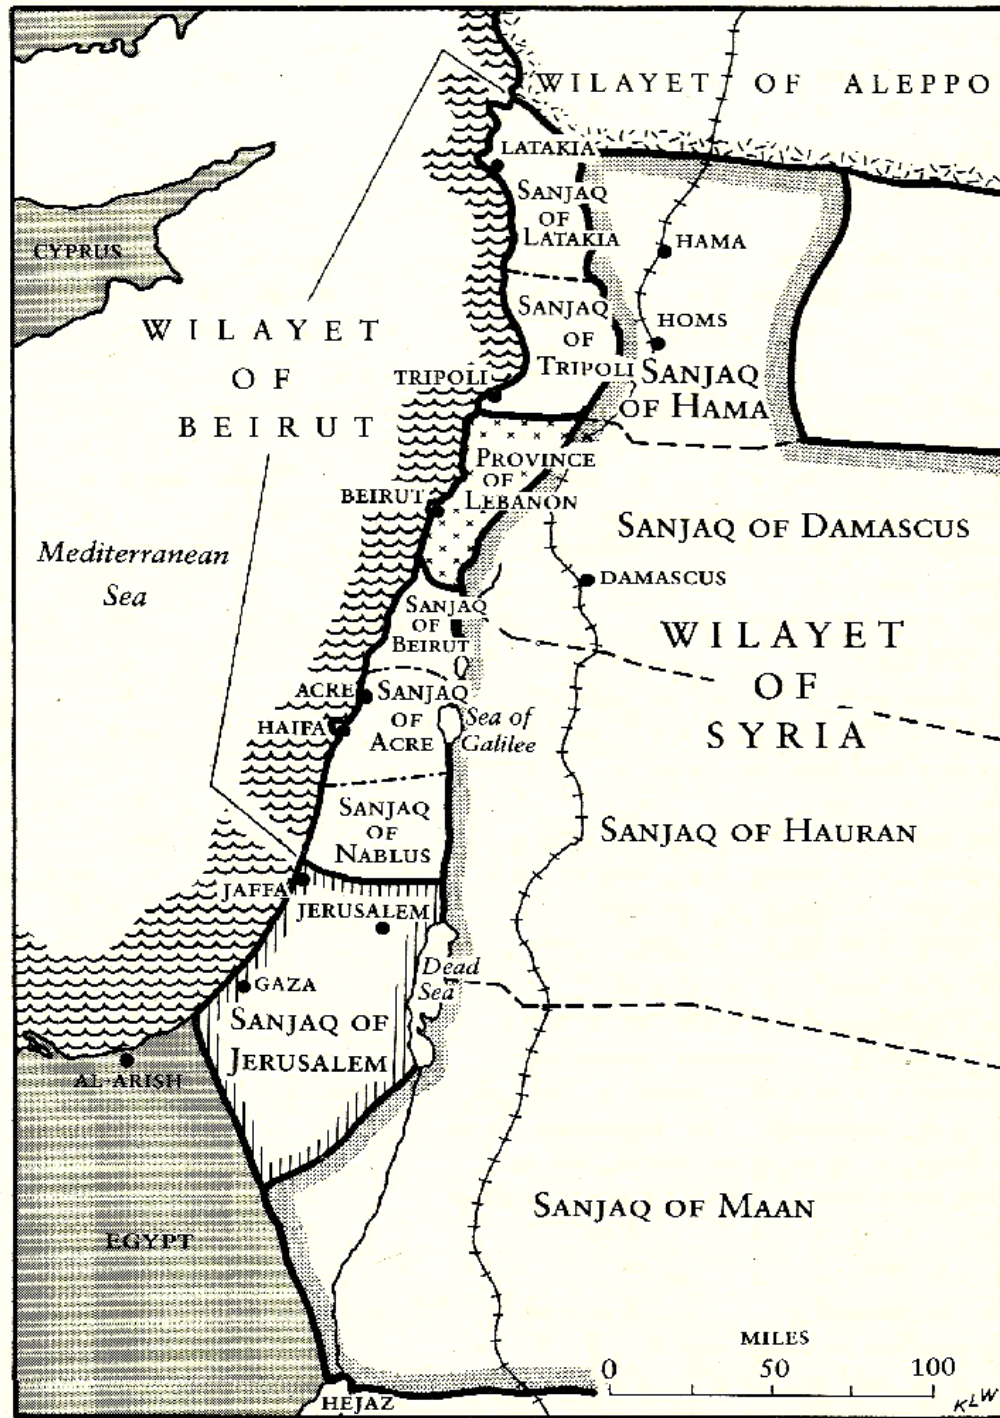 WILAYET OF ALEPPO
LATAKIA
SANJAQ
OF
LATAKIA
HAMA
CYPRUS
SANJAQ
OF
TRIPOLI
HOMS
WILAYET
OF
BEIRUT
SANJAQ
OF HAMA
TRIPOLI
PROVINCE
OF
LEBANON
BEIRUT
SANJAQ OF DAMASCUS
Mediterranean
Sea
DAMASCUS
SANJAQ
OF
BEIRUT
WILAYET
OF
SYRIA
ACRE
SANJAQ
OF
ACRE
HAIFA
Sea of
Galilee
SANJAQ
OF
NABLUS
SANJAQ OF HAURAN
JAFFA
JERUSALEM
Dead
Sea
GAZA
SANJAQ OF
JERUSALEM
AL-ARISH
SANJAQ OF MAAN
EGYPT
MILES
0 50 100
HEJAZ
KLW